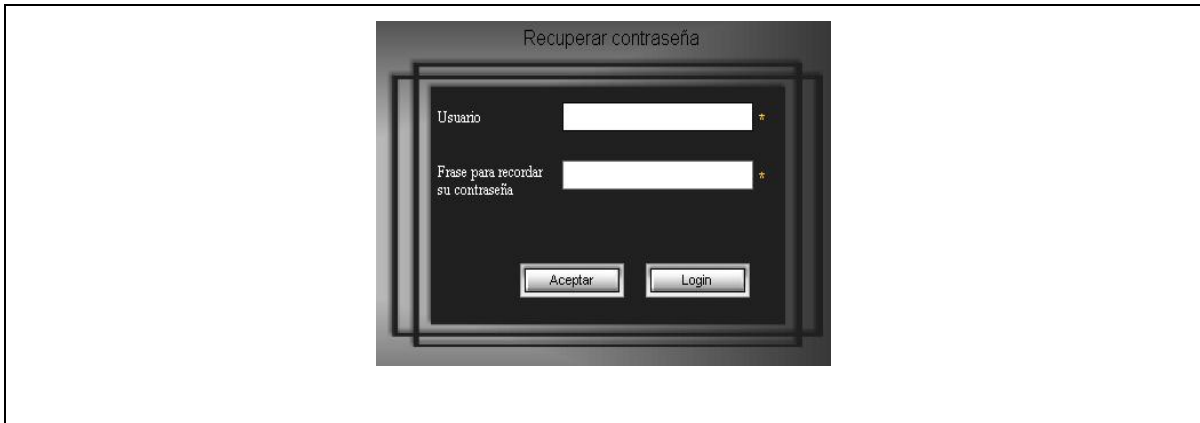 Recuperar contraseña
Usuario *
Frase para recordar *
su contraseña
Aceptar Login